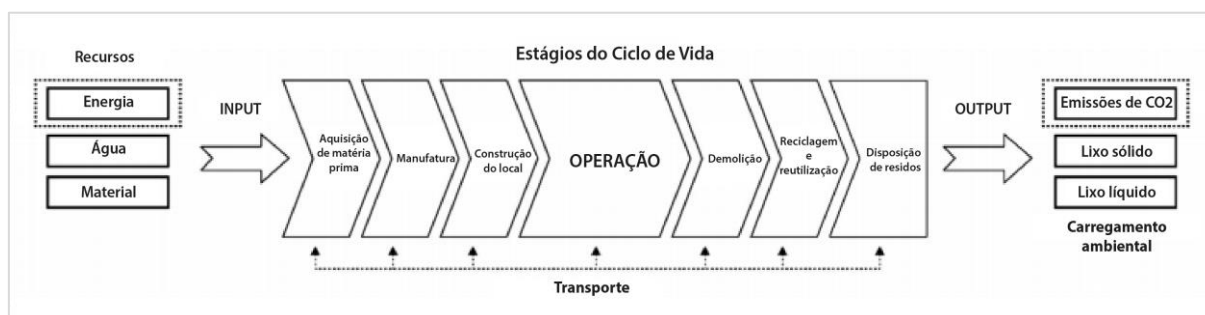 Estágios do Ciclo de Vida
Recursos
Energia
Água
Material
INPUT
Aquisição
de matéria
prima
Manufatura
Construção
do local
OPERAÇÃO
Demolição
Reciclagem
e
reutilização
Disposição
de residos
OUTPUT
Emissões de CO2
Lixo sólido
Lixo líquido
Carregamento
ambiental
Transporte